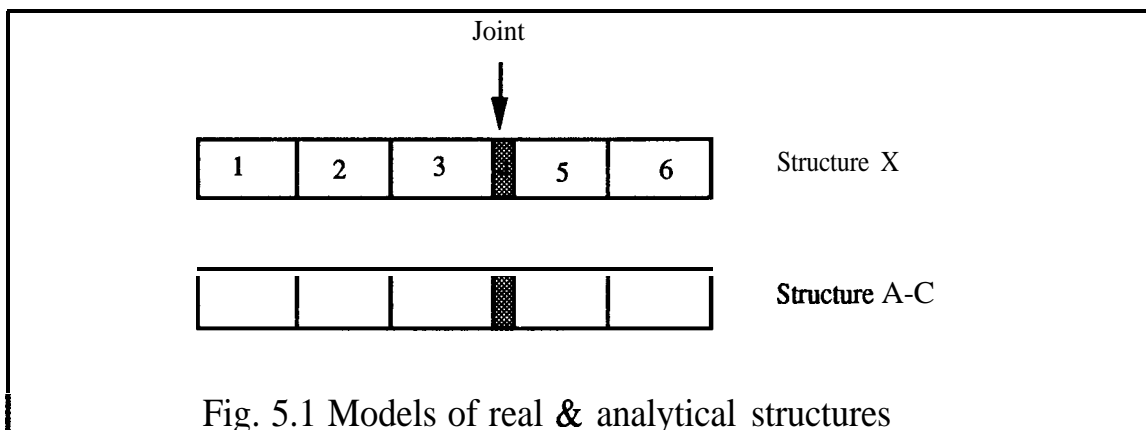 Joint
1 2 3 5 6 Structure X
Structure A-C
Fig. 5.1 Models of real & analytical structures